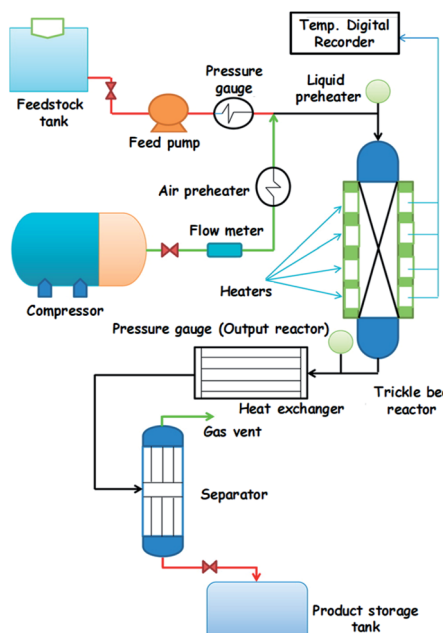 Temp. Digital
Recorder
Pressure
gauge
Liquid
preheater
Feedstock
tank
Feed pump
Air preheater
Flow meter
Heaters
Compressor
Pressure gauge (Output reactor)
Trickle be
reactor
Heat exchanger
Gas vent
Separator
Product storage
tank